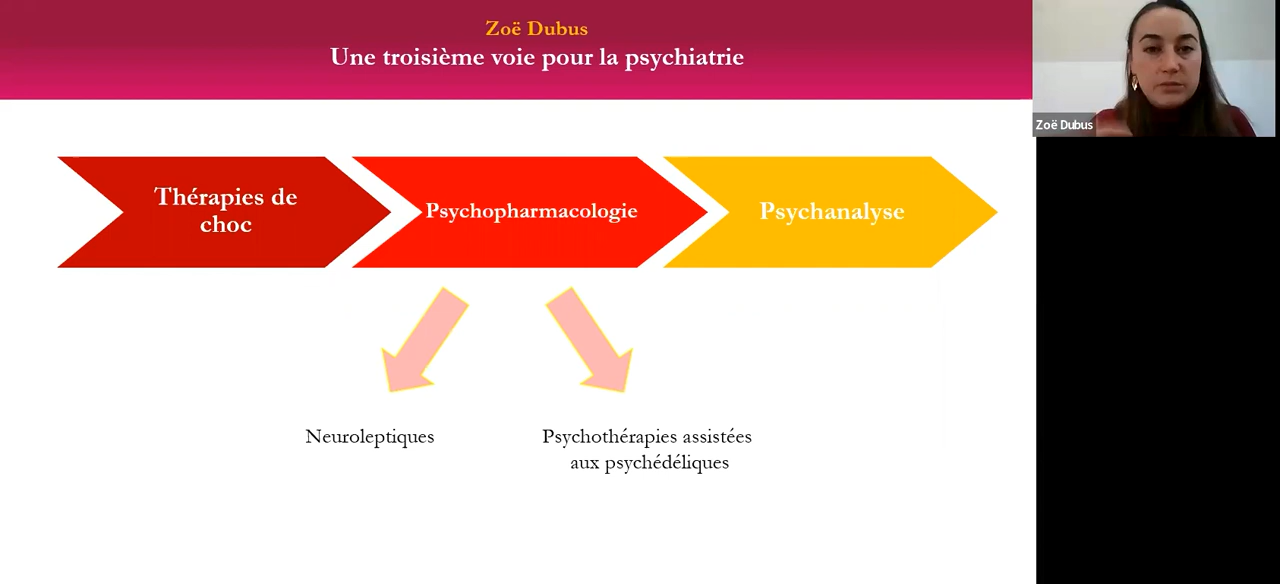 Zoë Dubus
Une troisième voie pour la psychiatrie
Zoë Dubus
Thérapies de
choc
Psychopharmacologie
Psychanalyse
Neuroleptiques
Psychothérapies assistées
aux psychédéliques